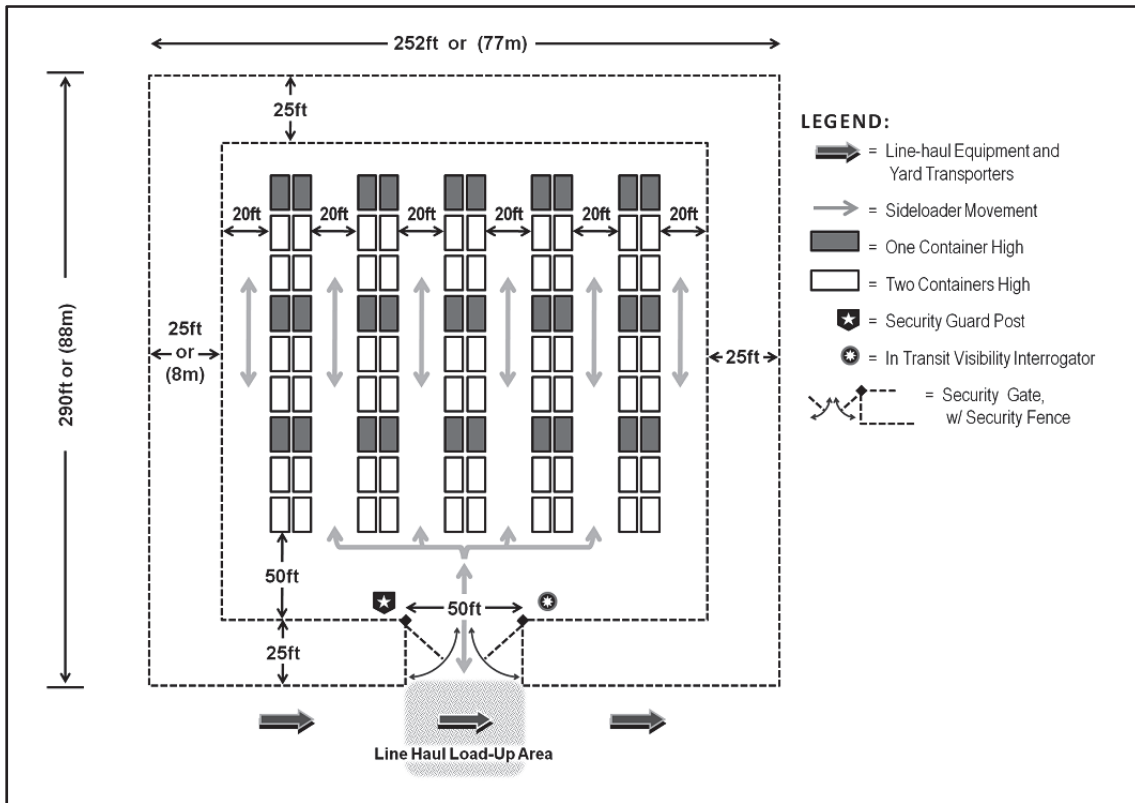 252ft or (77m)
25ft
20ft 20ft 20ft 20ft 20ft 20ft
290ft or (88m)
25ft
or
(8m)
25ft
50ft
50ft
25ft
Line Haul Load-Up Area
LEGEND:
= Line-haul Equipment and
Yard Transporters
= Sideloader Movement
= One Container High
= Two Containers High
= Security Guard Post
= In Transit Visibility Interrogator
= Security Gate,
w/ Security Fence